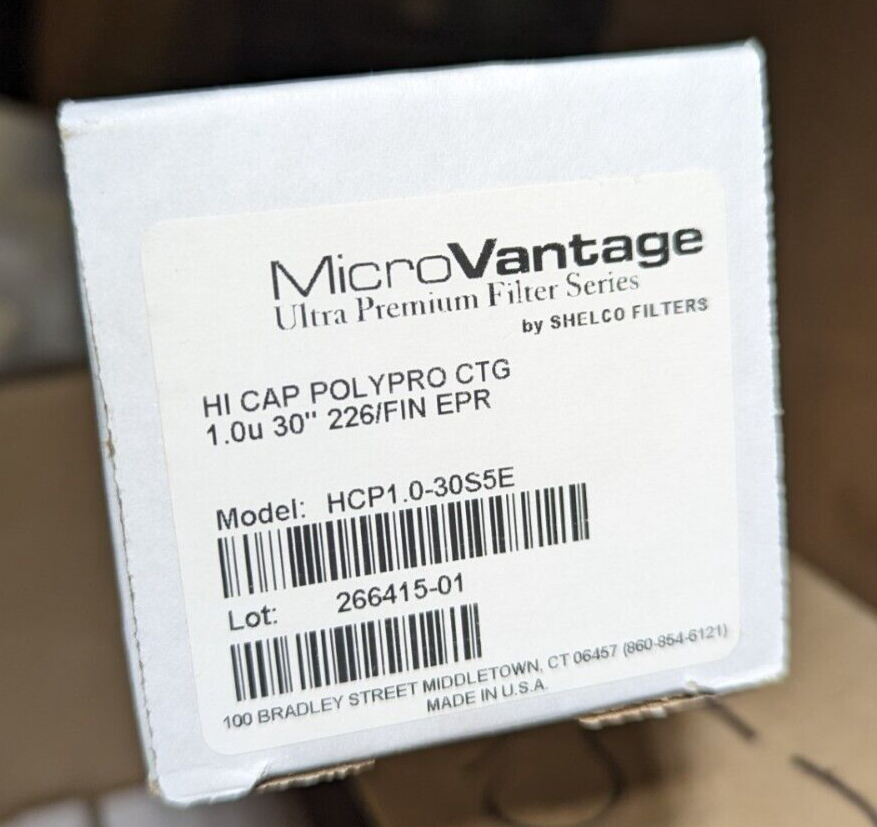 MicroVantage
Ultra Premium Filter Series
by SHELCO FILTERS
HI CAP POLYPRO CTG
1.0u 30" 226/FIN EPR
Model: HCP1.0-30S5E
Lot: 266415-01
100 BRADLEY STREET MIDDLETOWN, CT 06457 (860-854-6121)
MADE IN U.S.A.